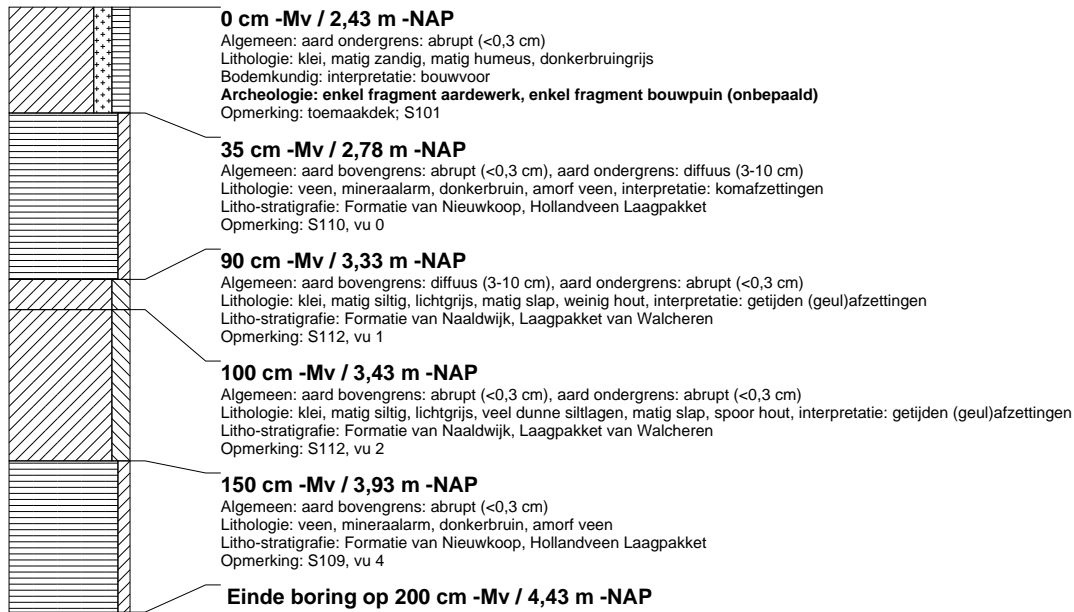 0 cm -Mv / 2,43 m -NAP
Algemeen: aard ondergrens: abrupt (<0,3 cm)
Lithologie: klei, matig zandig, matig humeus, donkerbruingrijs
Bodemkundig: interpretatie: bouwvoor
Archeologie: enkel fragment aardewerk, enkel fragment bouwpuin (onbepaald)
Opmerking: toemaakdek; S101
35 cm -Mv / 2,78 m -NAP
Algemeen: aard bovengrens: abrupt (<0,3 cm), aard ondergrens: diffuus (3-10 cm)
Lithologie: veen, mineraalarm, donkerbruin, amorf veen, interpretatie: komafzettingen
Litho-stratigrafie: Formatie van Nieuwkoop, Hollandveen Laagpakket
Opmerking: S110, vu 0
90 cm -Mv / 3,33 m -NAP
Algemeen: aard bovengrens: diffuus (3-10 cm), aard ondergrens: abrupt (<0,3 cm)
Lithologie: klei, matig siltig, lichtgrijs, matig slap, weinig hout, interpretatie: getijden (geul)afzettingen
Litho-stratigrafie: Formatie van Naaldwijk, Laagpakket van Walcheren
Opmerking: S112, vu 1
100 cm -Mv / 3,43 m -NAP
Algemeen: aard bovengrens: abrupt (<0,3 cm), aard ondergrens: abrupt (<0,3 cm)
Lithologie: klei, matig siltig, lichtgrijs, veel dunne siltlagen, matig slap, spoor hout, interpretatie: getijden (geul)afzettingen
Litho-stratigrafie: Formatie van Naaldwijk, Laagpakket van Walcheren
Opmerking: S112, vu 2
150 cm -Mv / 3,93 m -NAP
Algemeen: aard bovengrens: abrupt (<0,3 cm)
Lithologie: veen, mineraalarm, donkerbruin, amorf veen
Litho-stratigrafie: Formatie van Nieuwkoop, Hollandveen Laagpakket
Opmerking: S109, vu 4
Einde boring op 200 cm -Mv / 4,43 m -NAP